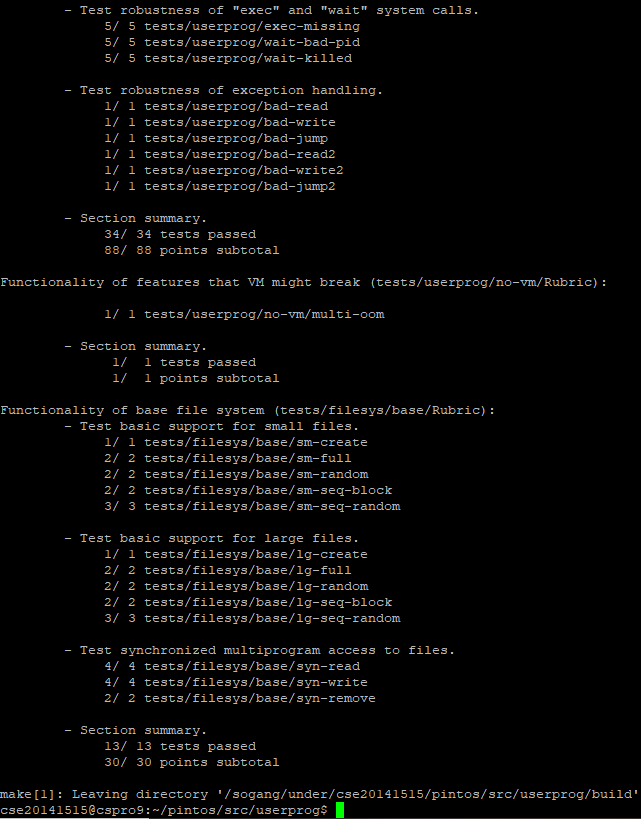 - Test robustness of "exec" and "wait" system calls.
5/ 5 tests/userprog/exec-missing
5/ 5 tests/userprog/wait-bad-pid
5/ 5 tests/userprog/wait-killed
- Test robustness of exception handling.
1/ 1 tests/userprog/bad-read
1/ 1 tests/userprog/bad-write
1/ 1 tests/userprog/bad-jump
1/ 1 tests/userprog/bad-read2
1/ 1 tests/userprog/bad-write2
1/ 1 tests/userprog/bad-jump2
- Section summary.
34/ 34 tests passed
88/ 88 points subtotal
Functionality of features that VM might break (tests/userprog/no-vm/Rubric):
1/ 1 tests/userprog/no-vm/multi-oom
- Section summary.
1/ 1 tests passed
1/ 1 points subtotal
Functionality of base file system (tests/filesys/base/Rubric):
- Test basic support for small files.
1/ 1 tests/filesys/base/sm-create
2/ 2 tests/filesys/base/sm-full
2/ 2 tests/filesys/base/sm-random
2/ 2 tests/filesys/base/sm-seq-block
3/ 3 tests/filesys/base/sm-seq-random
- Test basic support for large files.
1/ 1 tests/filesys/base/lg-create
2/ 2 tests/filesys/base/lg-full
2/ 2 tests/filesys/base/lg-random
2/ 2 tests/filesys/base/lg-seq-block
3/ 3 tests/filesys/base/lg-seq-random
- Test synchronized multiprogram access to files.
4/ 4 tests/filesys/base/syn-read
4/ 4 tests/filesys/base/syn-write
2/ 2 tests/filesys/base/syn-remove
- Section summary.
13/ 13 tests passed
30/ 30 points subtotal
make[1]: Leaving directory '/sogang/under/cse20141515/pintos/src/userprog/build'
cse20141515@cspro9:~/pintos/src/userprog$